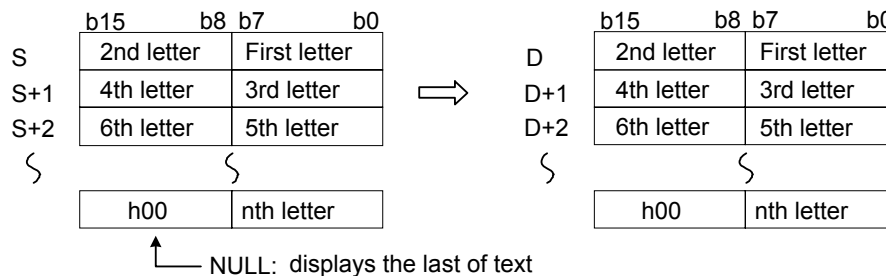 b15 b8 b7 b0 b15 b8 b7 b0
S 2nd letter First letter D 2nd letter First letter
S+1 4th letter 3rd letter D+1 4th letter 3rd letter
S+2 6th letter 5th letter D+2 6th letter 5th letter
h00 nth letter h00 nth letter
NULL: displays the last of text